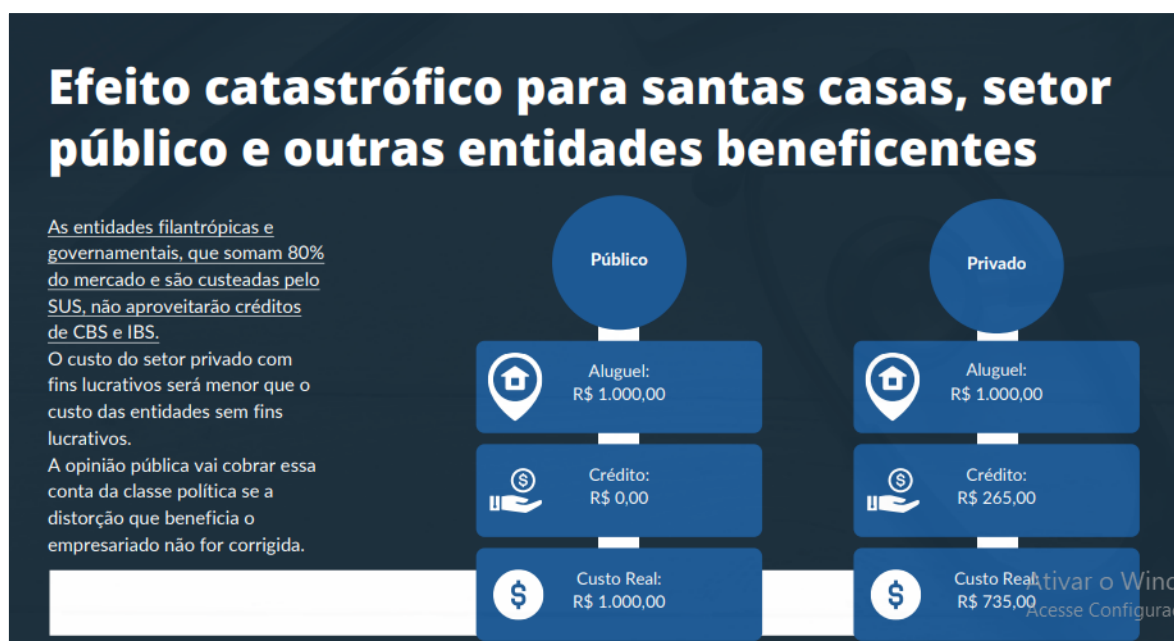 Efeito catastrófico para santas casas, setor
público e outras entidades beneficentes
As entidades filantrópicas e
governamentais, que somam 80%
do mercado e são custeadas pelo
SUS, não aproveitarão créditos
de CBS e IBS.
O custo do setor privado com
fins lucrativos será menor que o
custo das entidades sem fins
lucrativos.
A opinião pública vai cobrar essa
conta da classe política se a
distorção que beneficia o
empresariado não for corrigida.
Público
Aluguel:
R$ 1.000,00
Crédito:
R$ 0,00
Custo Real:
R$ 1.000,00
Privado
Aluguel:
R$ 1.000,00
Crédito:
R$ 265,00
Custo Real:
R$ 735,00
Ativar o Winc
Acesse Configura